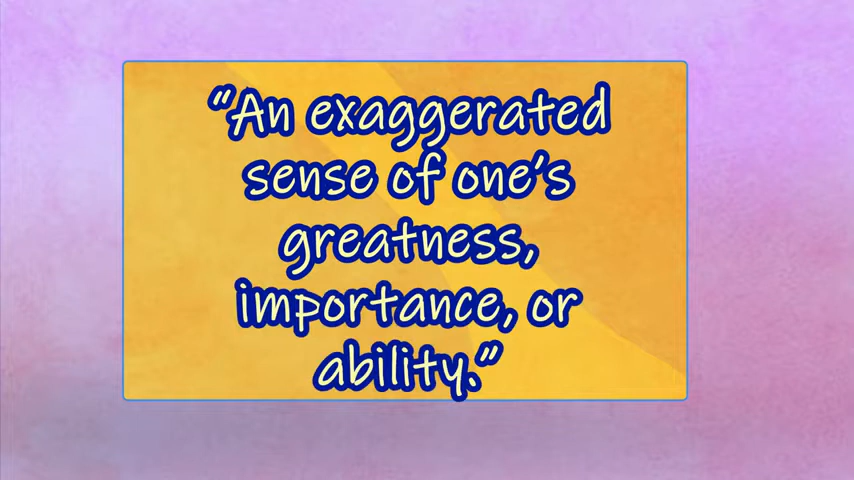 “An exaggerated
sense of one’s
greatness,
importance, or
ability.”